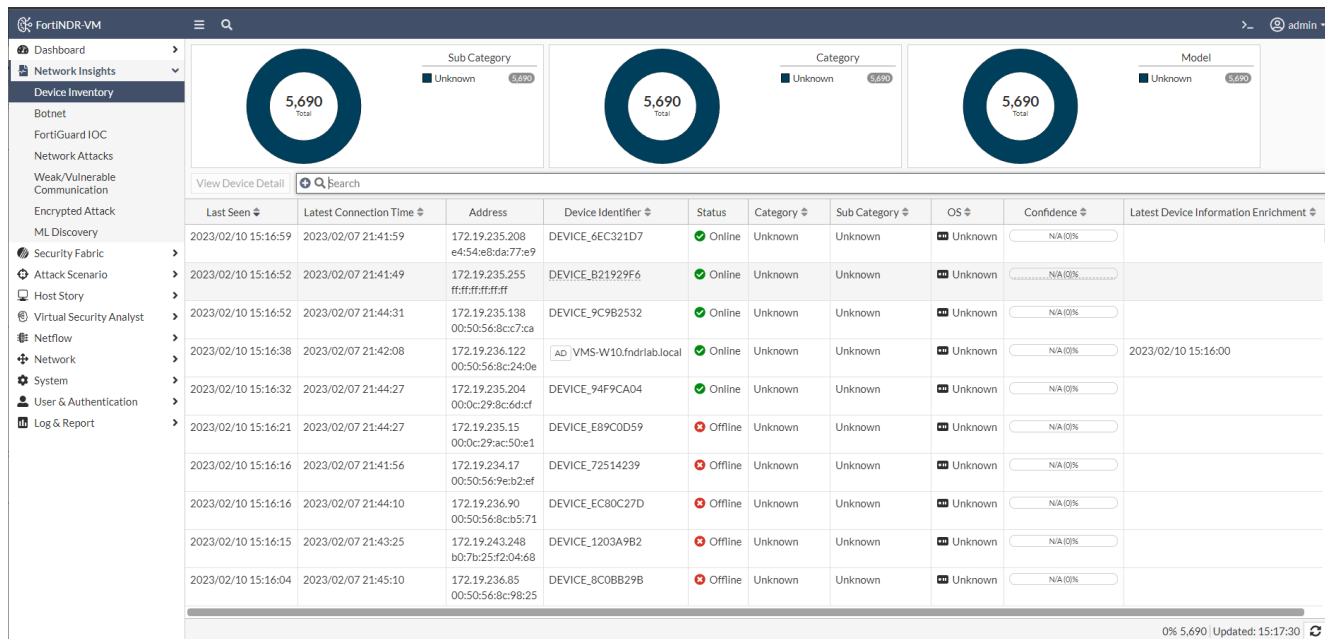 FortiNDR-VM
>_ admin
Dashboard
Network Insights
Device Inventory
Botnet
FortiGuard IOC
Network Attacks
Weak/Vulnerable
Communication
Encrypted Attack
ML Discovery
Security Fabric
Attack Scenario
Host Story
Virtual Security Analyst
Netflow
Network
System
User & Authentication
Log & Report
5,690
Total
Sub Category
Unknown 5,690
5,690
Total
Category
Unknown 5,690
5,690
Total
Model
Unknown 5,690
View Device Detail Search
Last Seen Latest Connection Time Address Device Identifier Status Category Sub Category OS Confidence Latest Device Information Enrichment
2023/02/10 15:16:59 2023/02/07 21:41:59 172.19.235.208 DEVICE_6EC321D7 Online Unknown Unknown Unknown N/A (0)%
e4:54:e8:da:77:e9
2023/02/10 15:16:52 2023/02/07 21:41:49 172.19.235.255 DEVICE_B21929F6 Online Unknown Unknown Unknown N/A (0)%
ff:ff:ff:ff:ff:ff
2023/02/10 15:16:52 2023/02/07 21:44:31 172.19.235.138 DEVICE_9C9B2532 Online Unknown Unknown Unknown N/A (0)%
00:50:56:8c:c7:ca
2023/02/10 15:16:38 2023/02/07 21:42:08 172.19.236.122 AD VMS-W10.fndrlab.local Online Unknown Unknown Unknown N/A (0)% 2023/02/10 15:16:00
00:50:56:8c:24:0e
2023/02/10 15:16:32 2023/02/07 21:44:27 172.19.235.204 DEVICE_94F9CA04 Online Unknown Unknown Unknown N/A (0)%
00:0c:29:8c:6d:cf
2023/02/10 15:16:21 2023/02/07 21:44:27 172.19.235.15 DEVICE_E89C0D59 Offline Unknown Unknown Unknown N/A (0)%
00:0c:29:ac:50:e1
2023/02/10 15:16:16 2023/02/07 21:41:56 172.19.234.17 DEVICE_72514239 Offline Unknown Unknown Unknown N/A (0)%
00:50:56:9e:b2:ef
2023/02/10 15:16:16 2023/02/07 21:44:10 172.19.236.90 DEVICE_EC80C27D Offline Unknown Unknown Unknown N/A (0)%
00:50:56:8c:b5:71
2023/02/10 15:16:15 2023/02/07 21:43:25 172.19.243.248 DEVICE_1203A9B2 Offline Unknown Unknown Unknown N/A (0)%
b0:7b:25:f2:04:68
2023/02/10 15:16:04 2023/02/07 21:45:10 172.19.236.85 DEVICE_8C0BB29B Offline Unknown Unknown Unknown N/A (0)%
00:50:56:8c:98:25
0% 5,690 Updated: 15:17:30